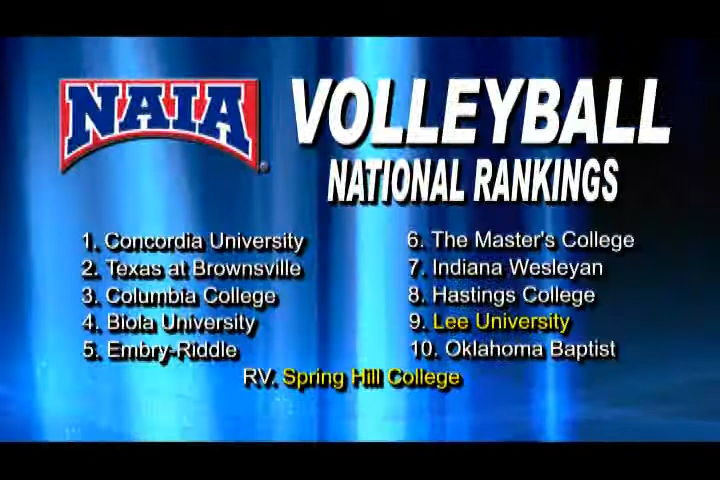 NAIA
VOLLEYBALL
NATIONAL RANKINGS
1. Concordia University
2. Texas at Brownsville
3. Columbia College
4. Biola University
5. Embry-Riddle
6. The Master's College
7. Indiana Wesleyan
8. Hastings College
9. Lee University
10. Oklahoma Baptist
RV. Spring Hill College